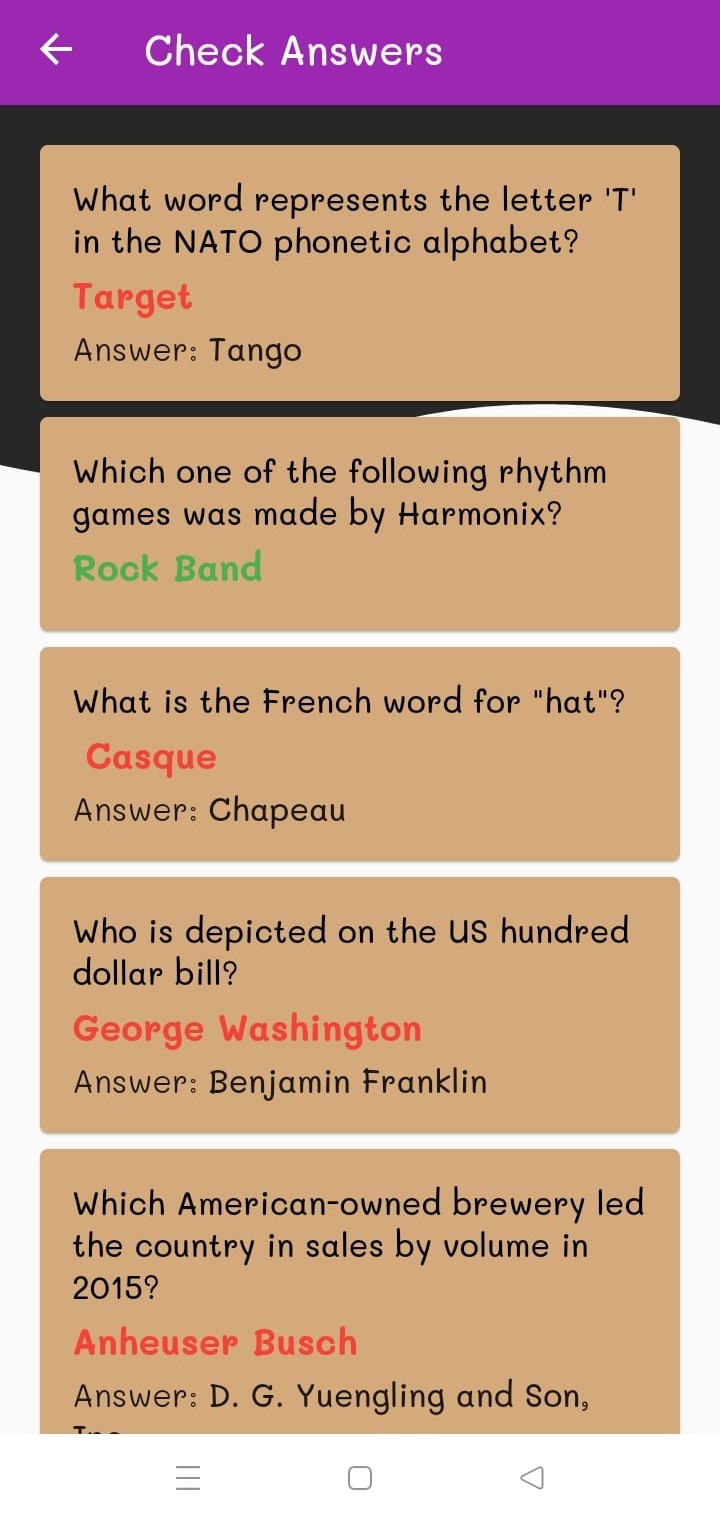 Check Answers
What word represents the letter 'T'
in the NATO phonetic alphabet?
Target
Answer: Tango
Which one of the following rhythm
games was made by Harmonix?
Rock Band
What is the French word for "hat"?
Casque
Answer: Chapeau
Who is depicted on the US hundred
dollar bill?
George Washington
Answer: Benjamin Franklin
Which American-owned brewery led
the country in sales by volume in
2015?
Anheuser Busch
Answer: D. G. Yuengling and Son,